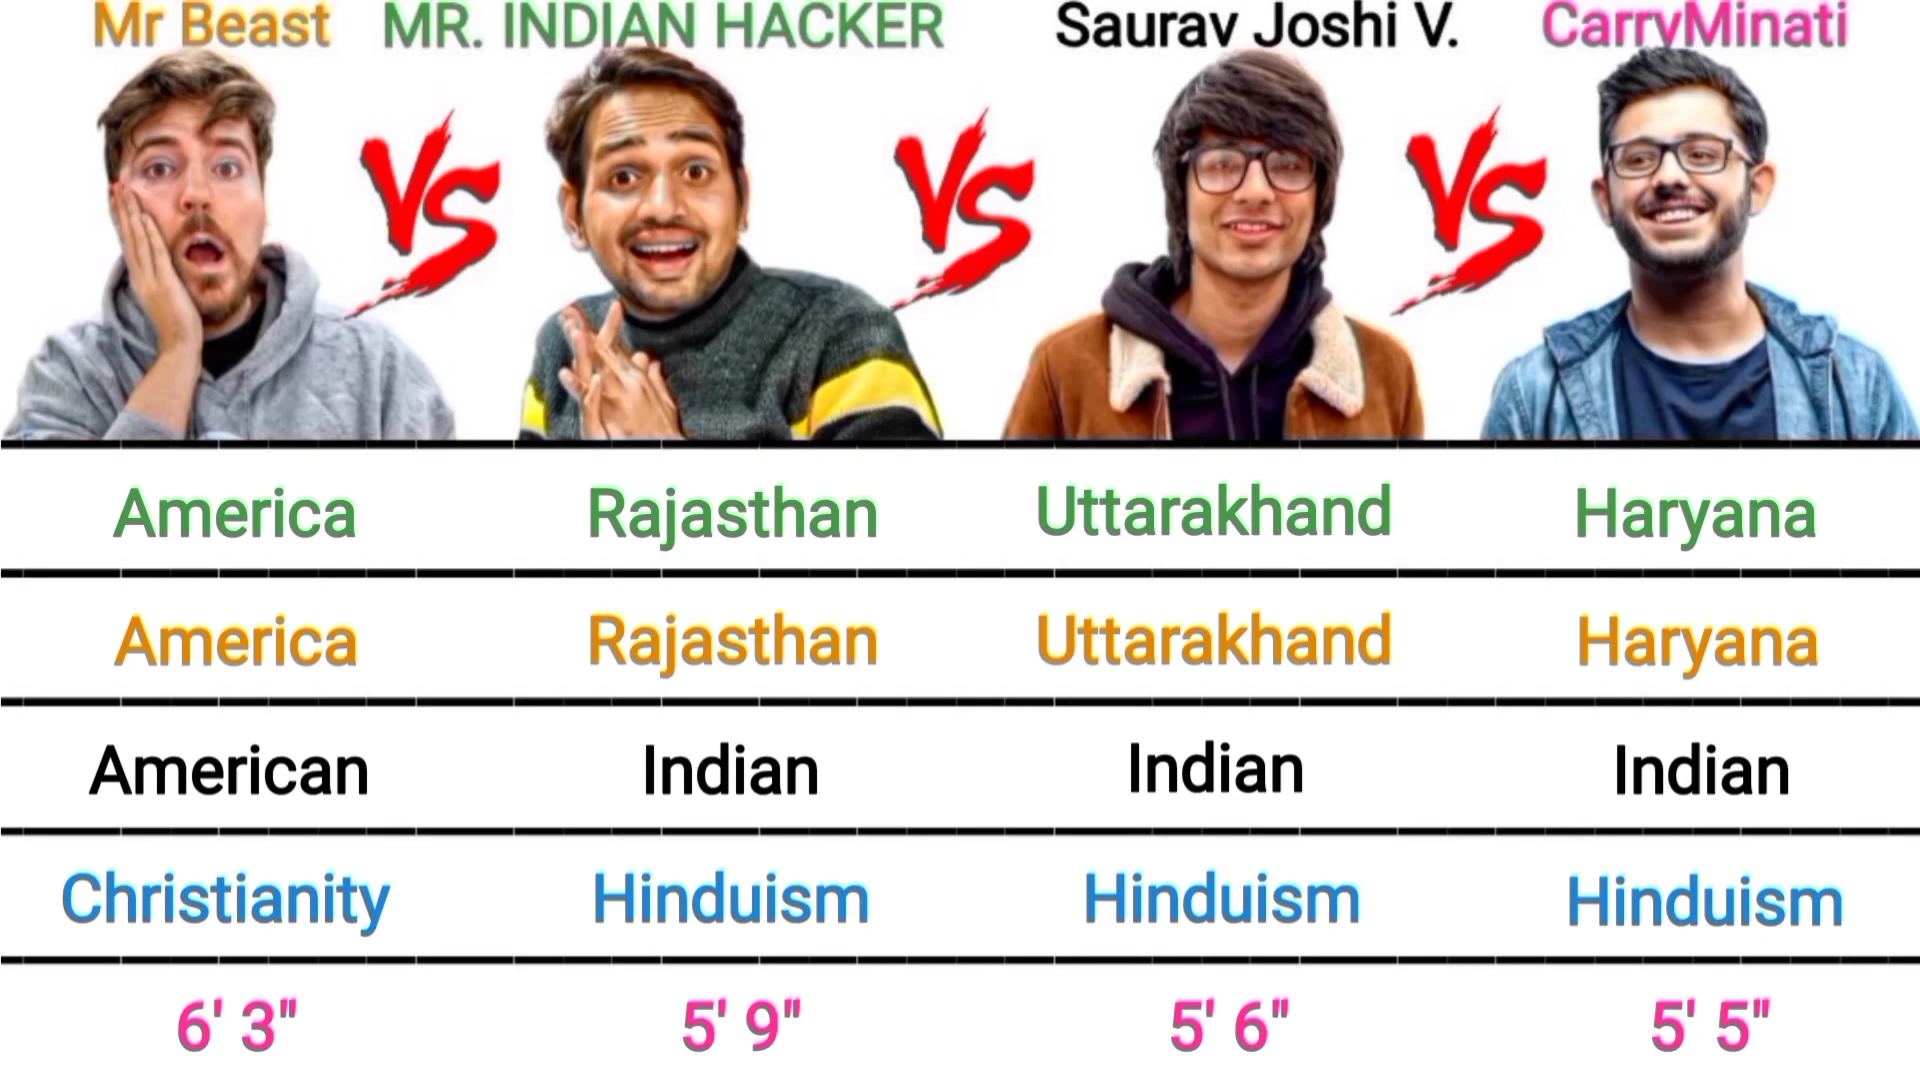 Mr Beast MR. INDIAN HACKER Saurav Joshi V. CarryMinati
VS VS VS
America Rajasthan Uttarakhand Haryana
America Rajasthan Uttarakhand Haryana
American Indian Indian Indian
Christianity Hinduism Hinduism Hinduism
6' 3" 5' 9" 5' 6" 5' 5"